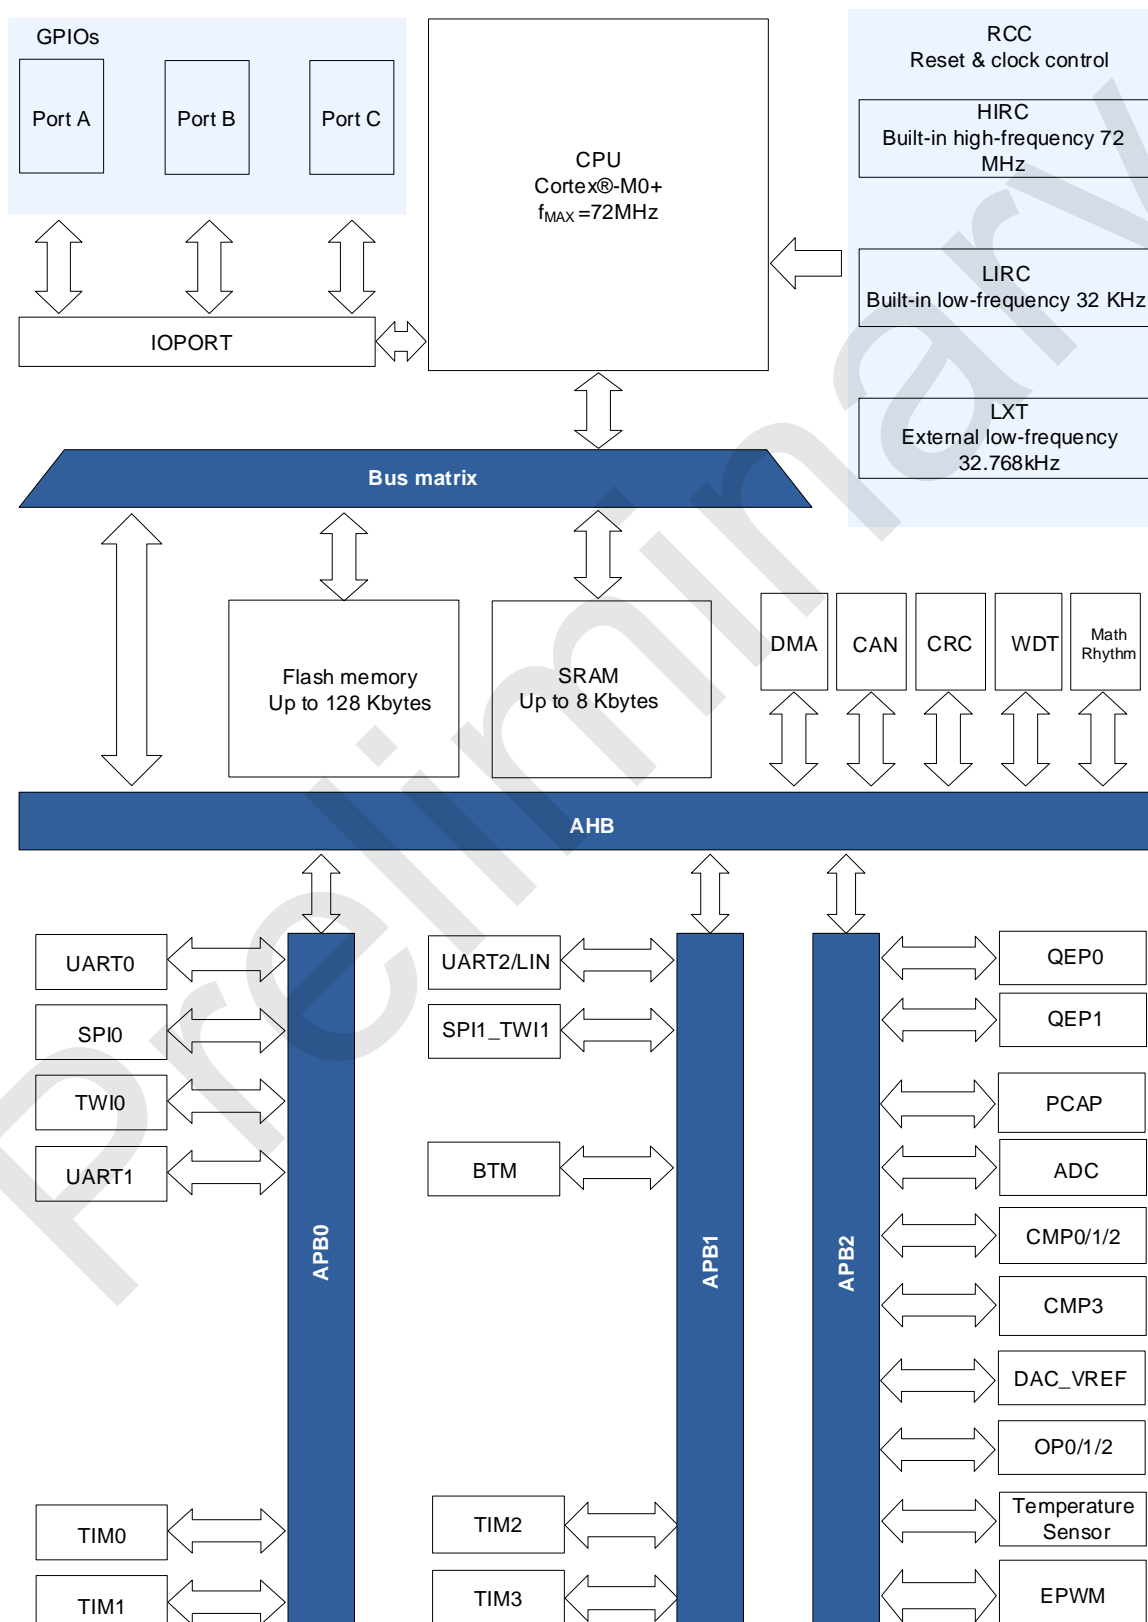 GPIOs
Port A
Port B
Port C
IOPORT
CPU
Cortex®-M0+
fMAX =72MHz
RCC
Reset & clock control
HIRC
Built-in high-frequency 72
MHz
LIRC
Built-in low-frequency 32 KHz
LXT
External low-frequency
32.768kHz
Bus matrix
Flash memory
Up to 128 Kbytes
SRAM
Up to 8 Kbytes
DMA
CAN
CRC
WDT
Math
Rhythm
AHB
UART0
SPI0
TWI0
UART1
TIM0
TIM1
APB0
UART2/LIN
SPI1_TWI1
BTM
TIM2
TIM3
APB1
APB2
QEP0
QEP1
PCAP
ADC
CMP0/1/2
CMP3
DAC_VREF
OP0/1/2
Temperature
Sensor
EPWM
Preliminary